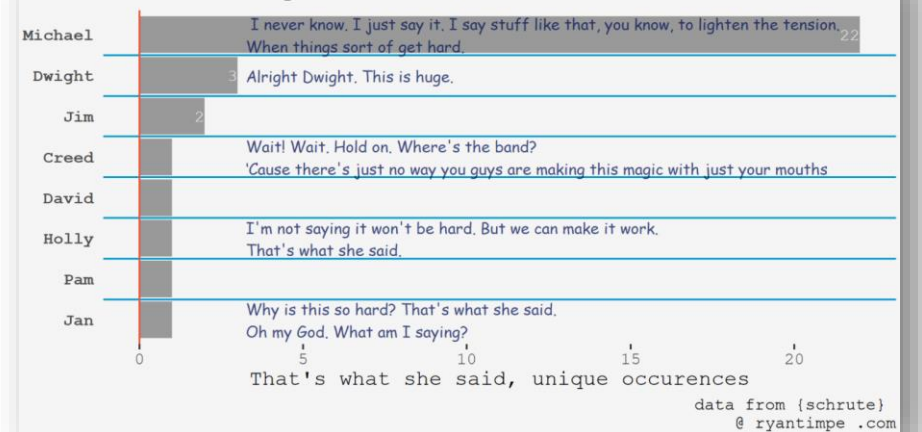 Michael
I never know. I just say it. I say stuff like that, you know, to lighten the tension.
When things sort of get hard.
22
Dwight
3
Alright Dwight. This is huge.
Jim
2
Creed
Wait! Wait. Hold on. Where's the band?
'Cause there's just no way you guys are making this magic with just your mouths
David
Holly
I'm not saying it won't be hard. But we can make it work.
That's what she said.
Pam
Jan
Why is this so hard? That's what she said.
Oh my God. What am I saying?
0 5 10 15 20
That's what she said, unique occurences
data from {schrute}
@ ryantimpe .com